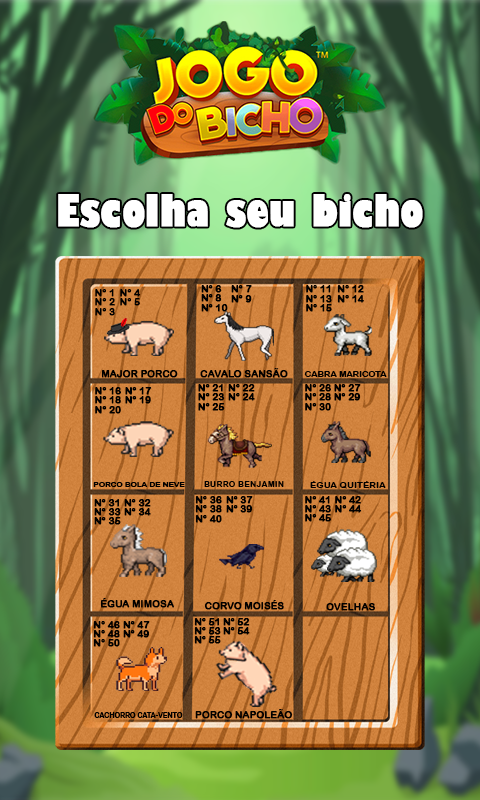 JOGO™
DO BICHO
Escolha seu bicho
Nº 1 Nº 4
Nº 2 Nº 5
Nº 3
MAJOR PORCO
Nº 6 Nº 7
Nº 8 Nº 9
Nº 10
CAVALO SANSÃO
Nº 11 Nº 12
Nº 13 Nº 14
Nº 15
CABRA MARICOTA
Nº 16 Nº 17
Nº 18 Nº 19
Nº 20
PORCO BOLA DE NEVE
Nº 21 Nº 22
Nº 23 Nº 24
Nº 25
BURRO BENJAMIN
Nº 26 Nº 27
Nº 28 Nº 29
Nº 30
ÉGUA QUITÉRIA
Nº 31 Nº 32
Nº 33 Nº 34
Nº 35
ÉGUA MIMOSA
Nº 36 Nº 37
Nº 38 Nº 39
Nº 40
CORVO MOISÉS
Nº 41 Nº 42
Nº 43 Nº 44
Nº 45
OVELHAS
Nº 46 Nº 47
Nº 48 Nº 49
Nº 50
CACHORRO CATA-VENTO
Nº 51 Nº 52
Nº 53 Nº 54
Nº 55
PORCO NAPOLEÃO